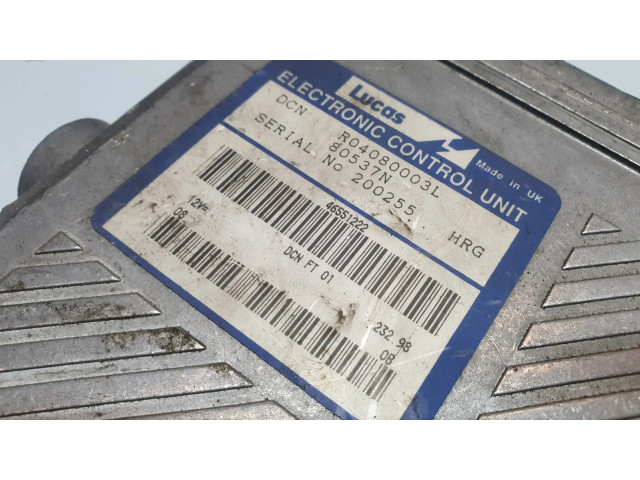 Lucas
Made in UK
ELECTRONIC CONTROL UNIT
R04080003L
DCN 80537N HRG
SERIAL No 200255
46551222
12V=
08
DCN FT 01
232.98
08